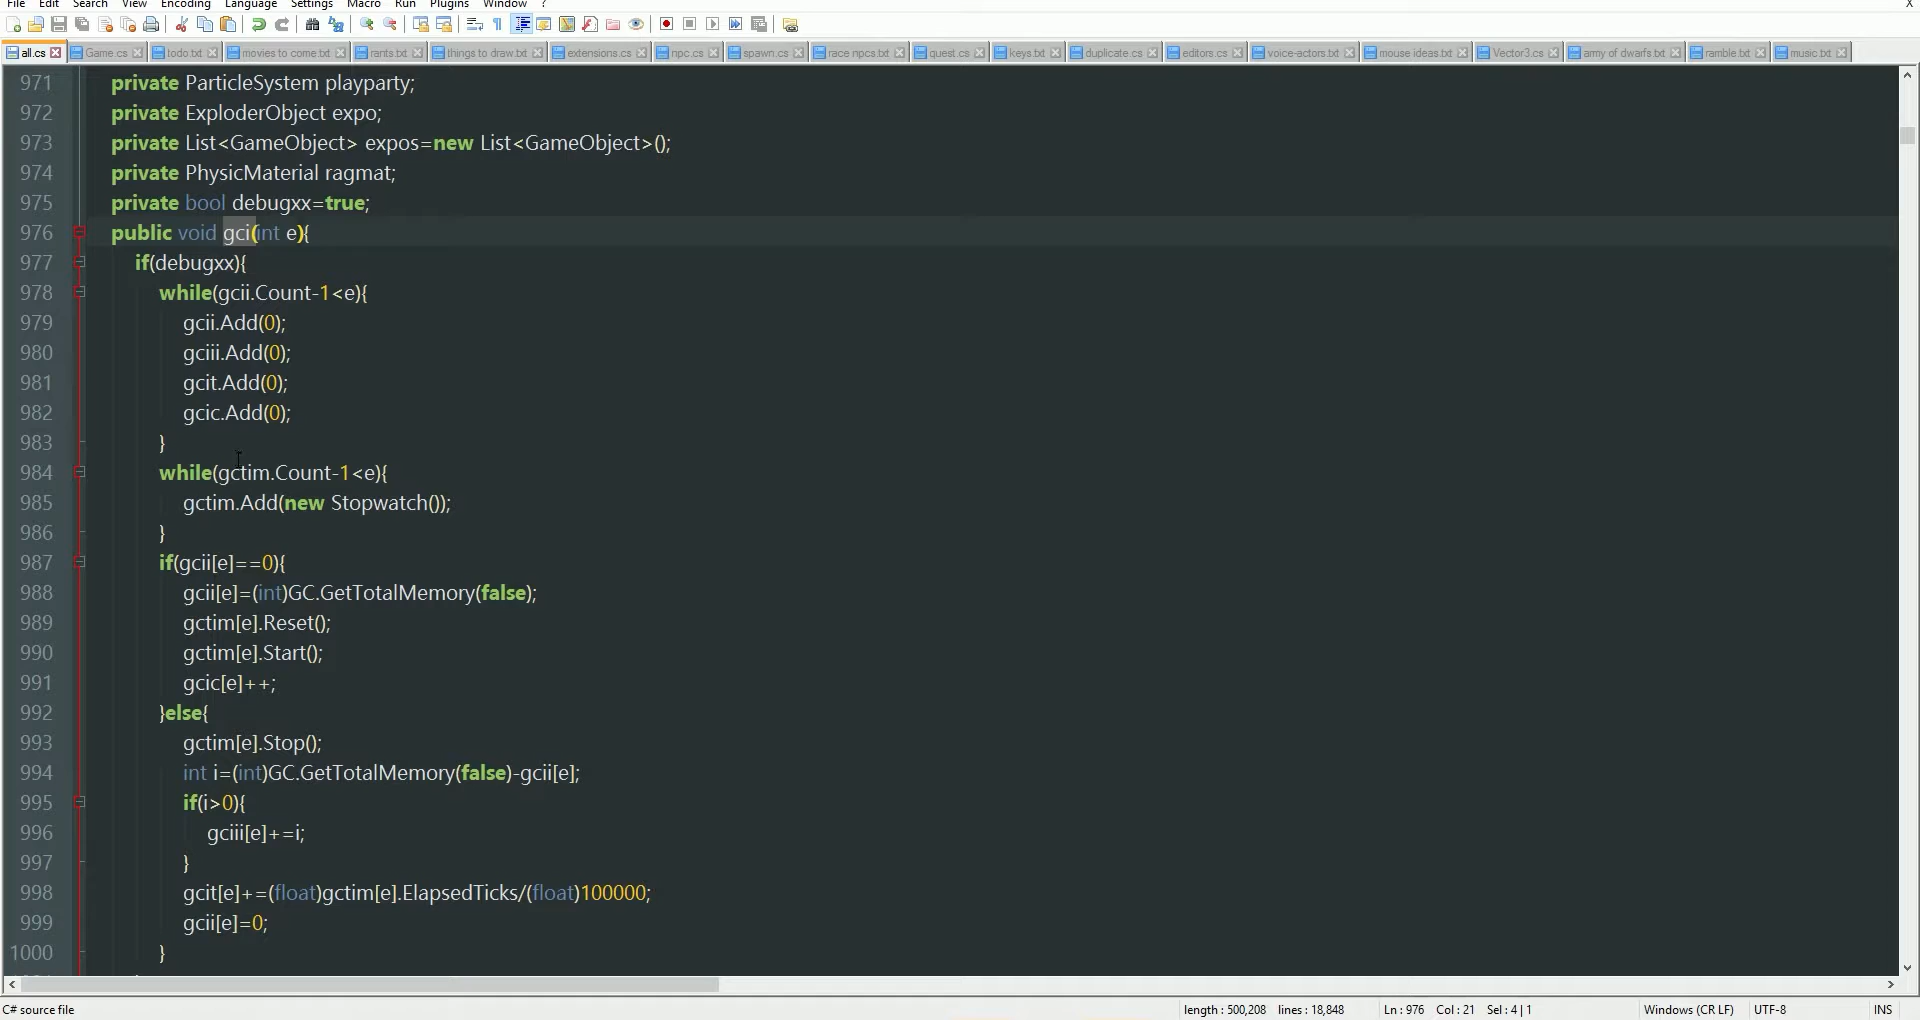 File Edit Search View Encoding Language Settings Macro Run Plugins Window ? X
all.cs Game.cs todo.txt movies to come.txt rants.txt things to draw.txt extensions.cs npc.cs spawn.cs race npcs.txt quest.cs keys.txt duplicate.cs editors.cs voice-actors.txt mouse ideas.txt Vector3.cs army of dwarfs.txt ramble.txt music.txt
971 private ParticleSystem playparty;
972 private ExploderObject expo;
973 private List<GameObject> expos=new List<GameObject>();
974 private PhysicMaterial ragmat;
975 private bool debugxx=true;
976 public void gci(int e){
977 if(debugxx){
978 while(gcii.Count-1<e){
979 gcii.Add(0);
980 gciii.Add(0);
981 gcit.Add(0);
982 gcic.Add(0);
983 }
984 while(gctim.Count-1<e){
985 gctim.Add(new Stopwatch());
986 }
987 if(gcii[e]==0){
988 gcii[e]=(int)GC.GetTotalMemory(false);
989 gctim[e].Reset();
990 gctim[e].Start();
991 gcic[e]++;
992 }else{
993 gctim[e].Stop();
994 int i=(int)GC.GetTotalMemory(false)-gcii[e];
995 if(i>0){
996 gciii[e]+=i;
997 }
998 gcit[e]+=(float)gctim[e].ElapsedTicks/(float)100000;
999 gcii[e]=0;
1000 }
C# source file length : 500,208 lines : 18,848 Ln : 976 Col : 21 Sel : 4 | 1 Windows (CR LF) UTF-8 INS